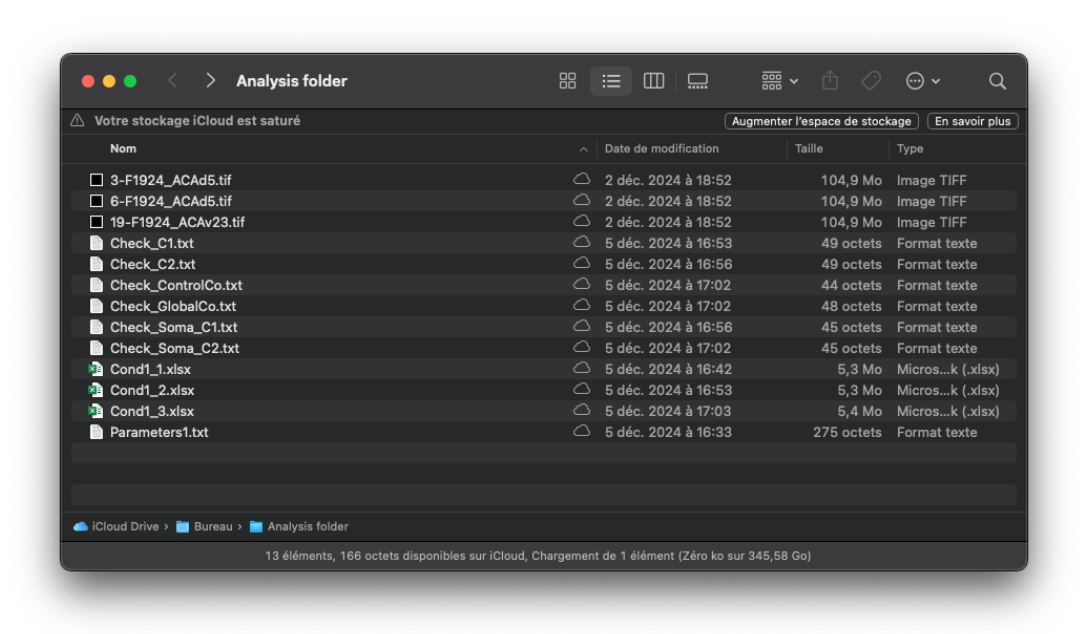 Analysis folder
Votre stockage iCloud est saturé Augmenter l'espace de stockage En savoir plus
Nom Date de modification Taille Type
3-F1924_ACAd5.tif 2 déc. 2024 à 18:52 104,9 Mo Image TIFF
6-F1924_ACAd5.tif 2 déc. 2024 à 18:52 104,9 Mo Image TIFF
19-F1924_ACAv23.tif 2 déc. 2024 à 18:52 104,9 Mo Image TIFF
Check_C1.txt 5 déc. 2024 à 16:53 49 octets Format texte
Check_C2.txt 5 déc. 2024 à 16:56 49 octets Format texte
Check_ControlCo.txt 5 déc. 2024 à 17:02 44 octets Format texte
Check_GlobalCo.txt 5 déc. 2024 à 17:02 48 octets Format texte
Check_Soma_C1.txt 5 déc. 2024 à 16:56 45 octets Format texte
Check_Soma_C2.txt 5 déc. 2024 à 17:02 45 octets Format texte
Cond1_1.xlsx 5 déc. 2024 à 16:42 5,3 Mo Micros...k (.xlsx)
Cond1_2.xlsx 5 déc. 2024 à 16:53 5,3 Mo Micros...k (.xlsx)
Cond1_3.xlsx 5 déc. 2024 à 17:03 5,4 Mo Micros...k (.xlsx)
Parameters1.txt 5 déc. 2024 à 16:33 275 octets Format texte
iCloud Drive › Bureau › Analysis folder
13 éléments, 166 octets disponibles sur iCloud, Chargement de 1 élément (Zéro ko sur 345,58 Go)